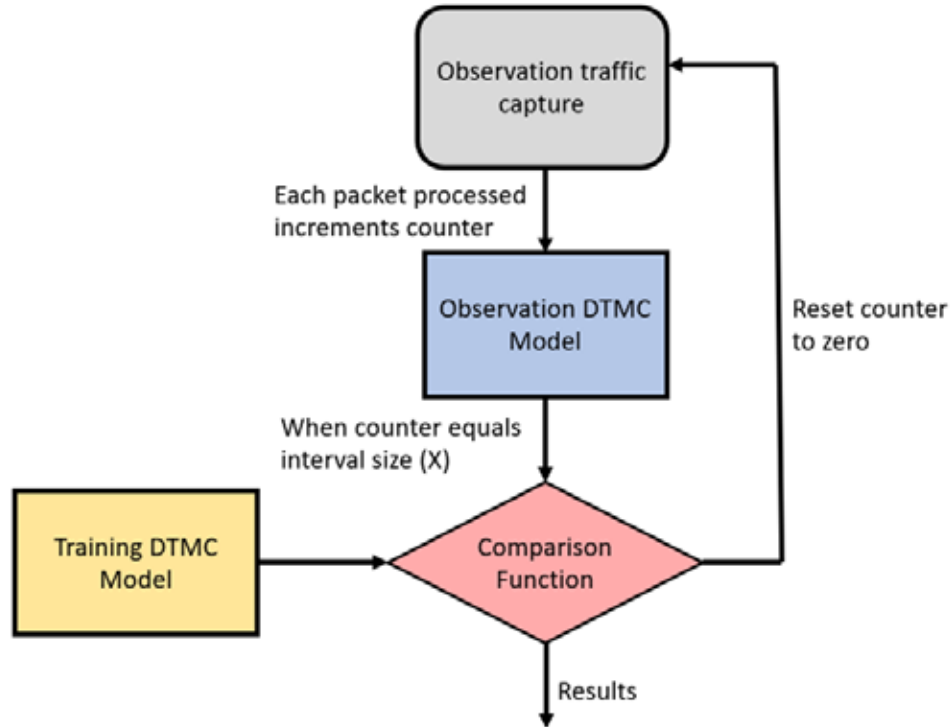 Observation traffic
capture
Each packet processed
increments counter
Observation DTMC
Model
Reset counter
to zero
When counter equals
interval size (X)
Training DTMC
Model
Comparison
Function
Results